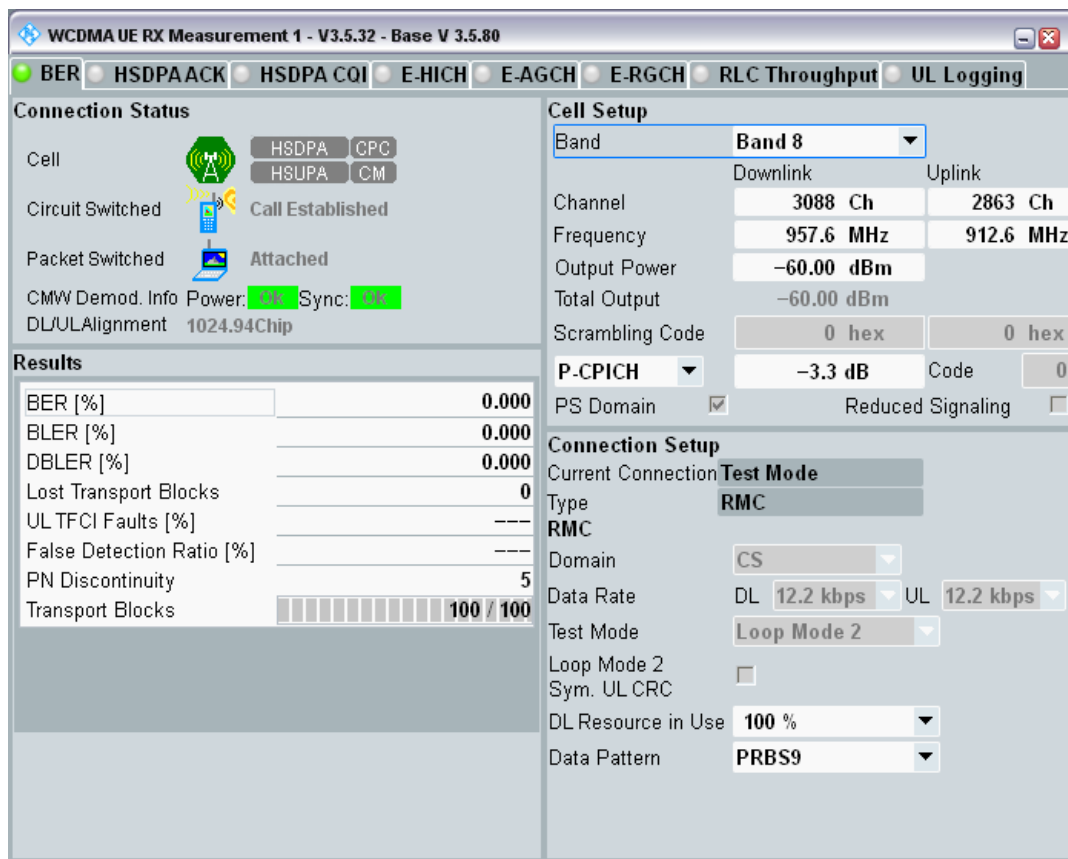 WCDMA UE RX Measurement 1 - V3.5.32 - Base V 3.5.80
BER HSDPA ACK HSDPA CQI E-HICH E-AGCH E-RGCH RLC Throughput UL Logging
Connection Status
Cell HSDPA CPC
HSUPA CM
Circuit Switched Call Established
Packet Switched Attached
CMW Demod. Info Power: Ok Sync: OK
DL/ULAlignment 1024.94Chip
Results
BER [%] 0.000
BLER [%] 0.000
DBLER [%] 0.000
Lost Transport Blocks 0
UL TFCI Faults [%] ---
False Detection Ratio [%] ---
PN Discontinuity 5
Transport Blocks 100 / 100
Cell Setup
Band Band 8
Downlink Uplink
Channel 3088 Ch 2863 Ch
Frequency 957.6 MHz 912.6 MHz
Output Power −60.00 dBm
Total Output −60.00 dBm
Scrambling Code 0 hex 0 hex
P-CPICH −3.3 dB Code 0
PS Domain Reduced Signaling
Connection Setup
Current Connection Test Mode
Type RMC
RMC
Domain CS
Data Rate DL 12.2 kbps UL 12.2 kbps
Test Mode Loop Mode 2
Loop Mode 2
Sym. UL CRC
DL Resource in Use 100 %
Data Pattern PRBS9